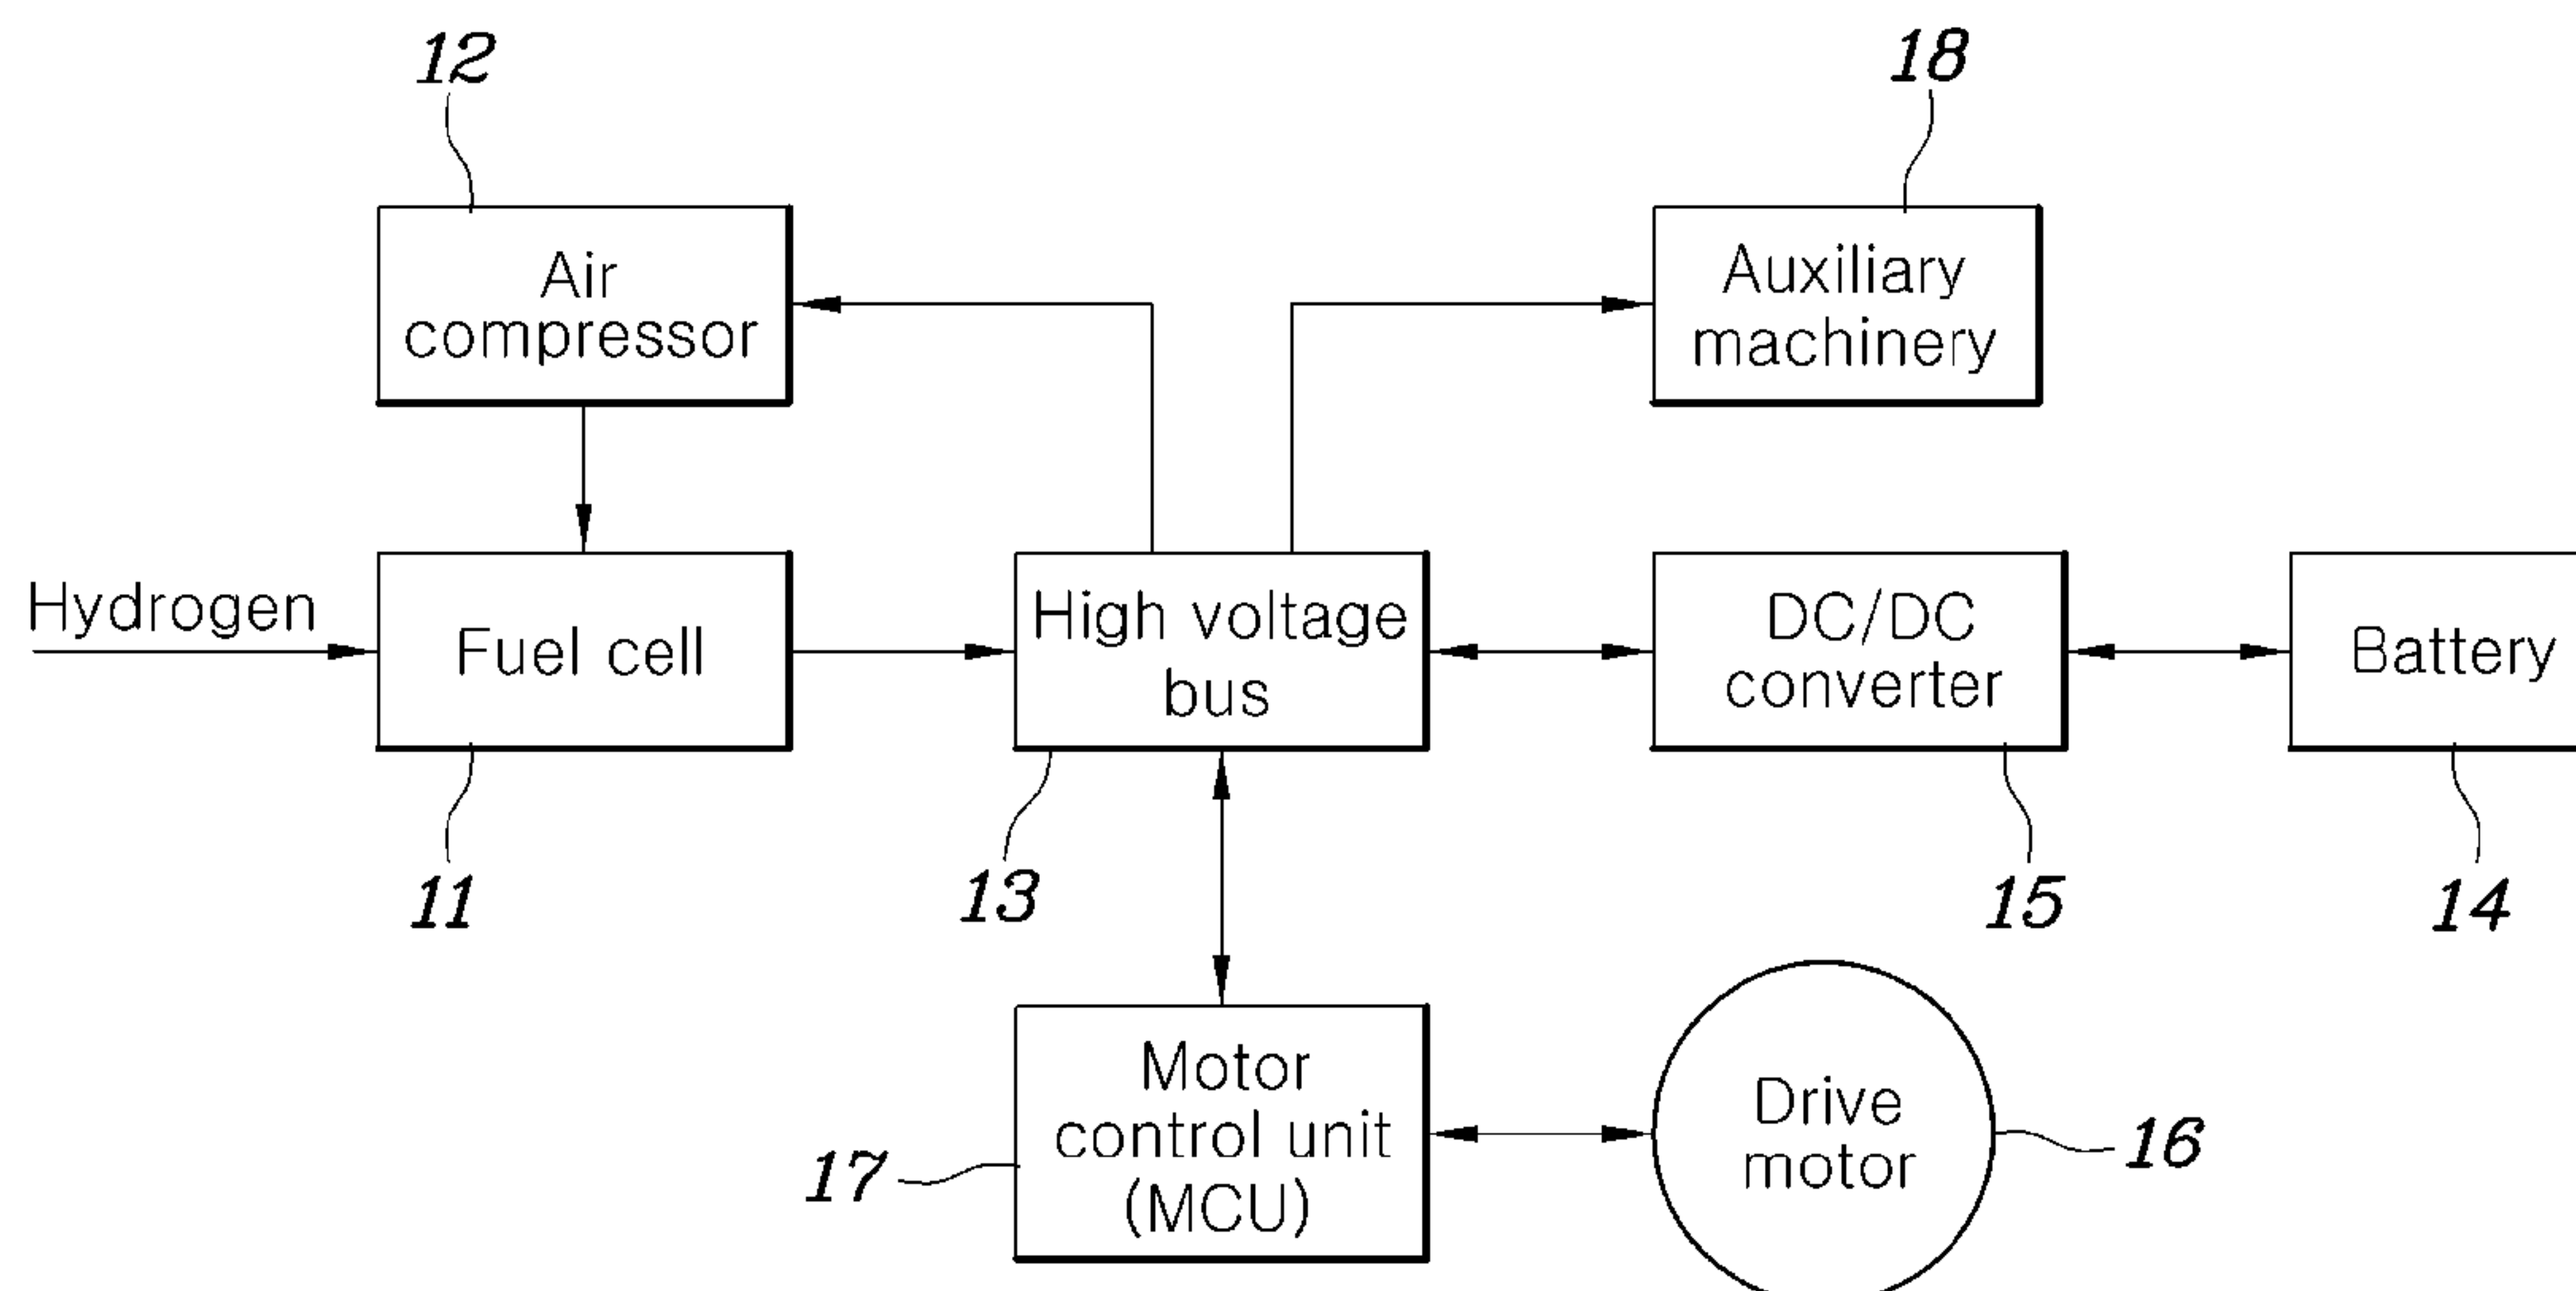 12
18
Air
compressor
Auxiliary
machinery
Hydrogen
Fuel cell
High voltage
bus
DC/DC
converter
Battery
11
13
15
14
Motor
control unit
(MCU)
17
Drive
motor
16